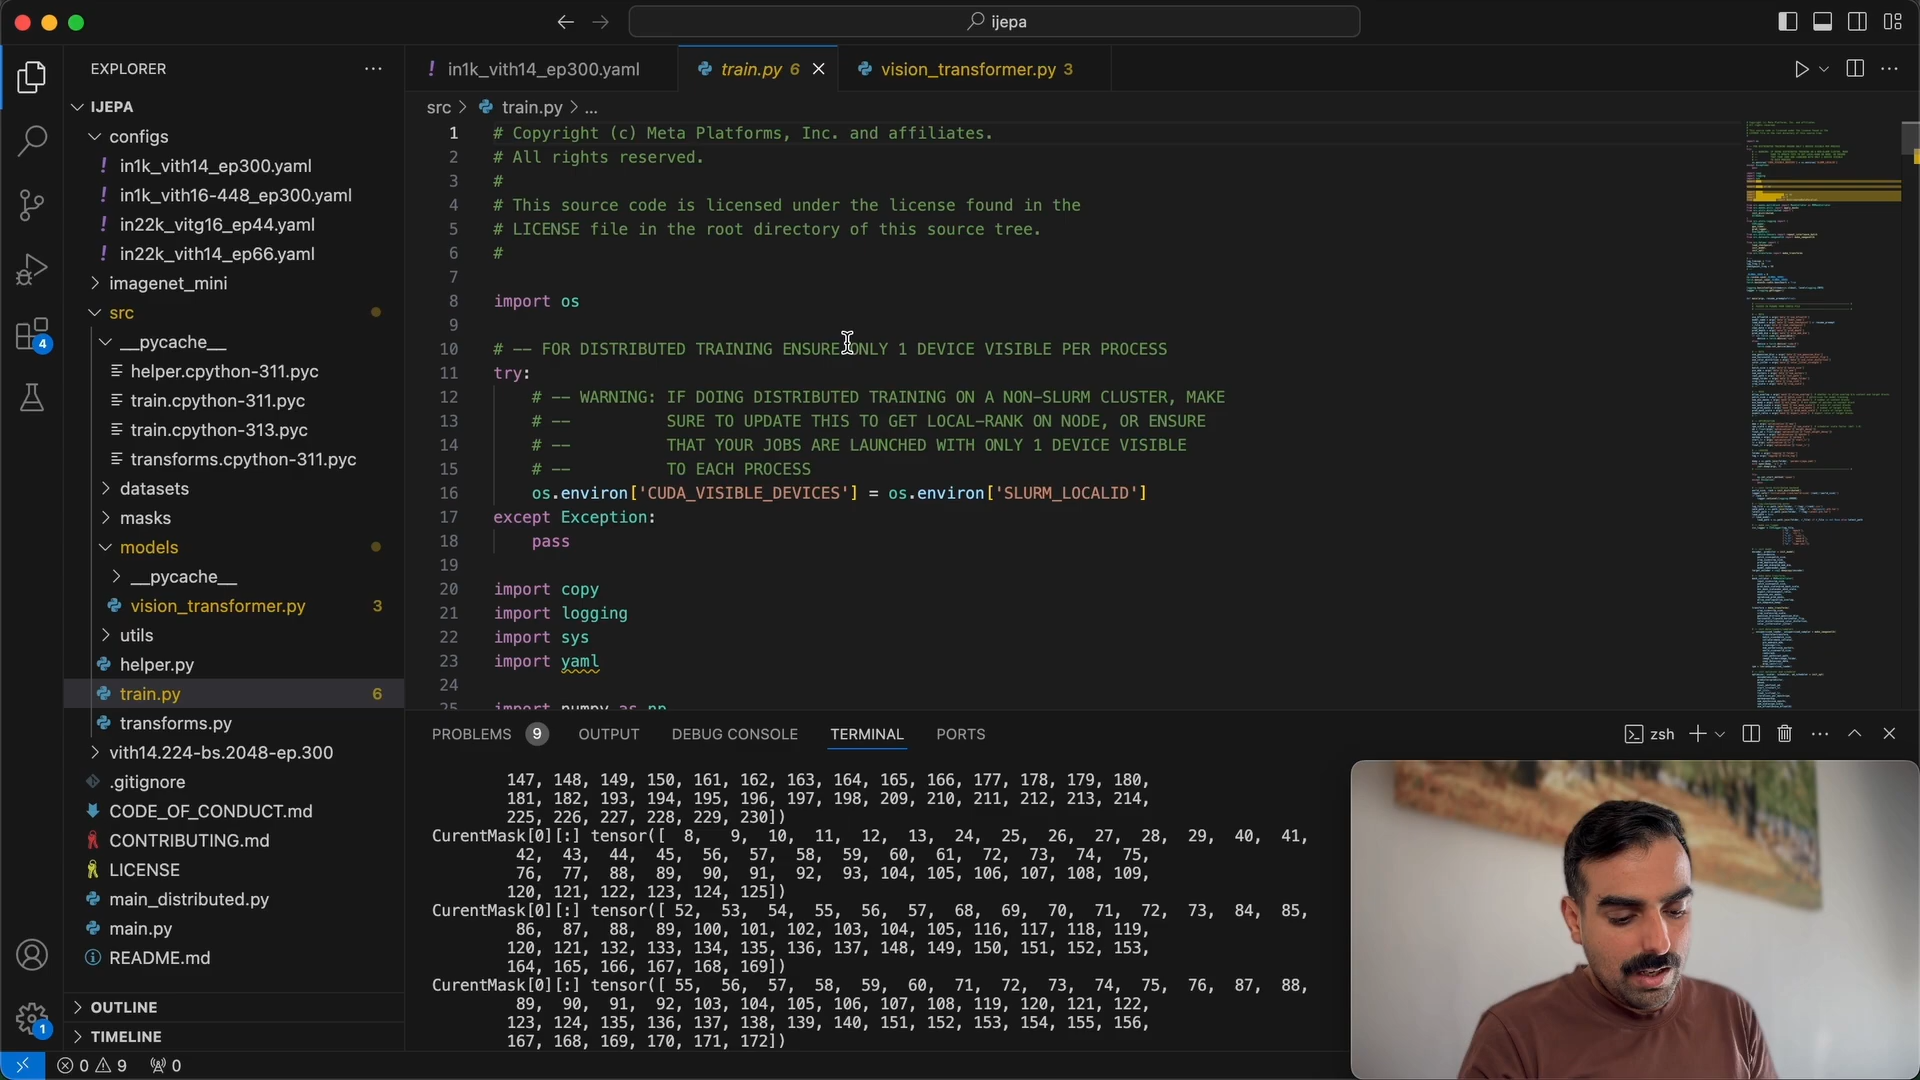 ijepa
EXPLORER
IJEPA
configs
in1k_vith14_ep300.yaml
in1k_vith16-448_ep300.yaml
in22k_vitg16_ep44.yaml
in22k_vith14_ep66.yaml
imagenet_mini
src
__pycache__
helper.cpython-311.pyc
train.cpython-311.pyc
train.cpython-313.pyc
transforms.cpython-311.pyc
datasets
masks
models
__pycache__
vision_transformer.py 3
utils
helper.py
train.py 6
transforms.py
vith14.224-bs.2048-ep.300
.gitignore
CODE_OF_CONDUCT.md
CONTRIBUTING.md
LICENSE
main_distributed.py
main.py
README.md
OUTLINE
TIMELINE
4
1
in1k_vith14_ep300.yaml train.py 6 vision_transformer.py 3
src > train.py > ...
1 # Copyright (c) Meta Platforms, Inc. and affiliates.
2 # All rights reserved.
3 #
4 # This source code is licensed under the license found in the
5 # LICENSE file in the root directory of this source tree.
6 #
7
8 import os
9
10 # -- FOR DISTRIBUTED TRAINING ENSURE ONLY 1 DEVICE VISIBLE PER PROCESS
11 try:
12 # -- WARNING: IF DOING DISTRIBUTED TRAINING ON A NON-SLURM CLUSTER, MAKE
13 # -- SURE TO UPDATE THIS TO GET LOCAL-RANK ON NODE, OR ENSURE
14 # -- THAT YOUR JOBS ARE LAUNCHED WITH ONLY 1 DEVICE VISIBLE
15 # -- TO EACH PROCESS
16 os.environ['CUDA_VISIBLE_DEVICES'] = os.environ['SLURM_LOCALID']
17 except Exception:
18 pass
19
20 import copy
21 import logging
22 import sys
23 import yaml
24
25 import numpy as np
PROBLEMS 9 OUTPUT DEBUG CONSOLE TERMINAL PORTS zsh
147, 148, 149, 150, 161, 162, 163, 164, 165, 166, 177, 178, 179, 180,
181, 182, 193, 194, 195, 196, 197, 198, 209, 210, 211, 212, 213, 214,
225, 226, 227, 228, 229, 230])
CurentMask[0][:] tensor([ 8, 9, 10, 11, 12, 13, 24, 25, 26, 27, 28, 29, 40, 41,
42, 43, 44, 45, 56, 57, 58, 59, 60, 61, 72, 73, 74, 75,
76, 77, 88, 89, 90, 91, 92, 93, 104, 105, 106, 107, 108, 109,
120, 121, 122, 123, 124, 125])
CurentMask[0][:] tensor([ 52, 53, 54, 55, 56, 57, 68, 69, 70, 71, 72, 73, 84, 85,
86, 87, 88, 89, 100, 101, 102, 103, 104, 105, 116, 117, 118, 119,
120, 121, 132, 133, 134, 135, 136, 137, 148, 149, 150, 151, 152, 153,
164, 165, 166, 167, 168, 169])
CurentMask[0][:] tensor([ 55, 56, 57, 58, 59, 60, 71, 72, 73, 74, 75, 76, 87, 88,
89, 90, 91, 92, 103, 104, 105, 106, 107, 108, 119, 120, 121, 122,
123, 124, 135, 136, 137, 138, 139, 140, 151, 152, 153, 154, 155, 156,
167, 168, 169, 170, 171, 172])
0 9 0